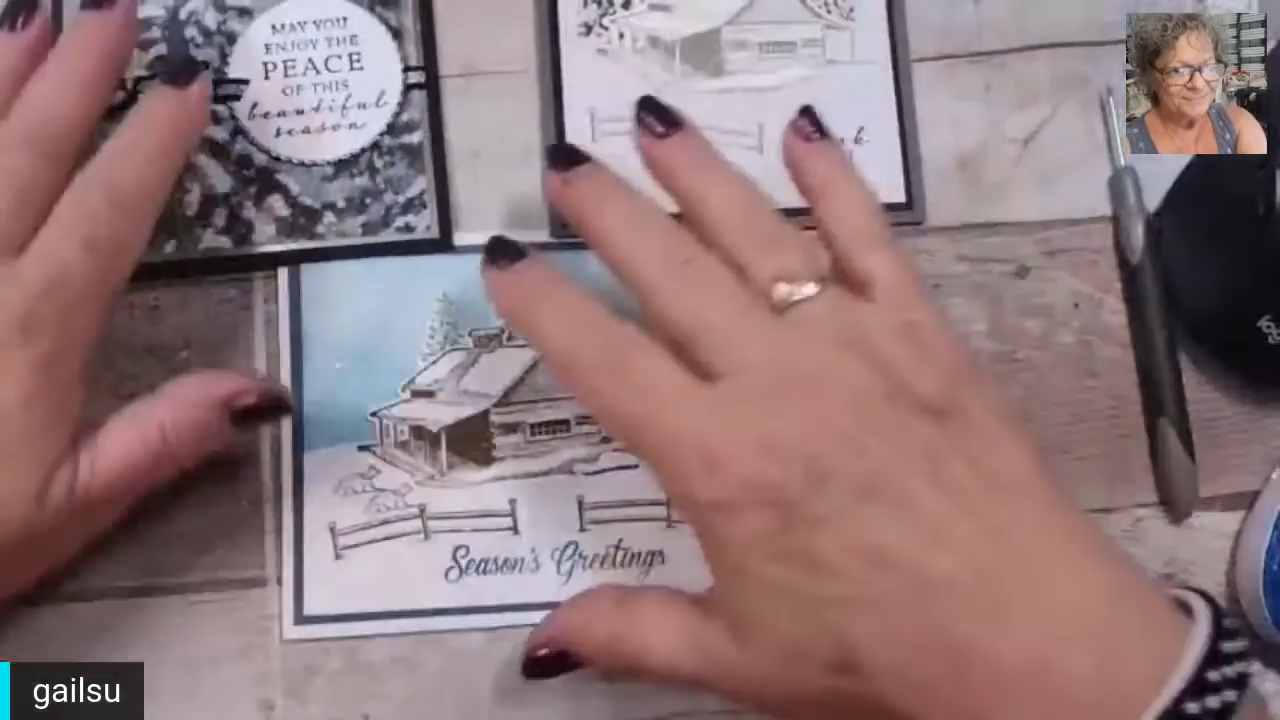 MAY YOU
ENJOY THE
PEACE
OF THIS
beautiful
season
Season's Greetings
gailsu